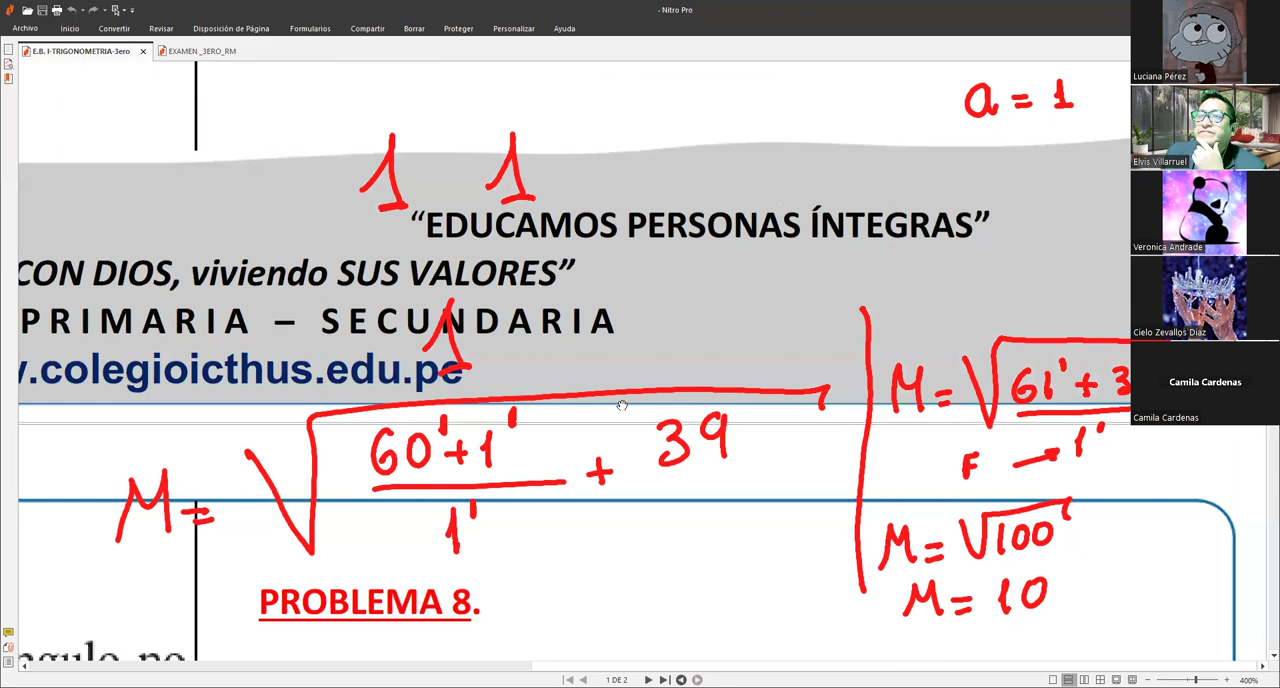 - Nitro Pro
Archivo Inicio Convertir Revisar Disposición de Página Formularios Compartir Borrar Proteger Personalizar Ayuda
E.B. I-TRIGONOMETRIA-3ero EXAMEN _3ERO_RM
a = 1
1 1
“EDUCAMOS PERSONAS ÍNTEGRAS”
CON DIOS, viviendo SUS VALORES”
PRIMARIA – SECUNDARIA
1
.colegioicthus.edu.pe
M = √ 60' + 1' / 1' + 39
M = √ 61' + 3
F → 1'
M = √100
M = 10
PROBLEMA 8.
ngulo no
Luciana Pérez
Elvis Villarruel
Veronica Andrade
Cielo Zevallos Diaz
Camila Cardenas
Camila Cardenas
1 DE 2
400%